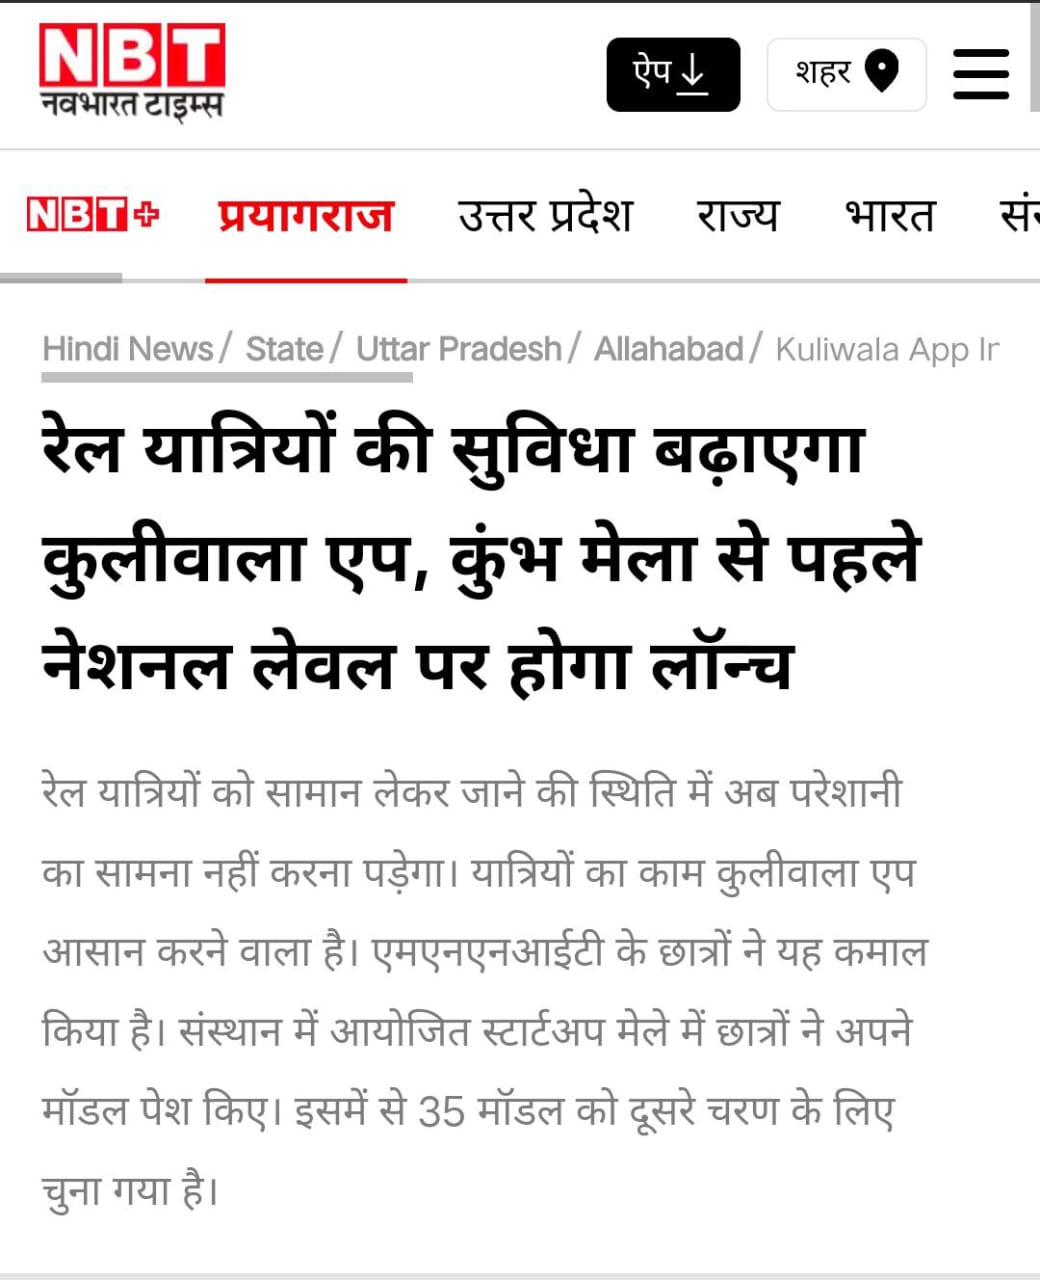 NBT
नवभारत टाइम्स
ऐप
शहर
NBT+ प्रयागराज उत्तर प्रदेश राज्य भारत
Hindi News/ State/ Uttar Pradesh/ Allahabad/ Kuliwala App
रेल यात्रियों की सुविधा बढ़ाएगा
कुलीवाला एप, कुंभ मेला से पहले
नेशनल लेवल पर होगा लॉन्च
रेल यात्रियों को सामान लेकर जाने की स्थिति में अब परेशानी
का सामना नहीं करना पड़ेगा। यात्रियों का काम कुलीवाला एप
आसान करने वाला है। एमएनएनआईटी के छात्रों ने यह कमाल
किया है। संस्थान में आयोजित स्टार्टअप मेले में छात्रों ने अपने
मॉडल पेश किए। इसमें से 35 मॉडल को दूसरे चरण के लिए
चुना गया है।